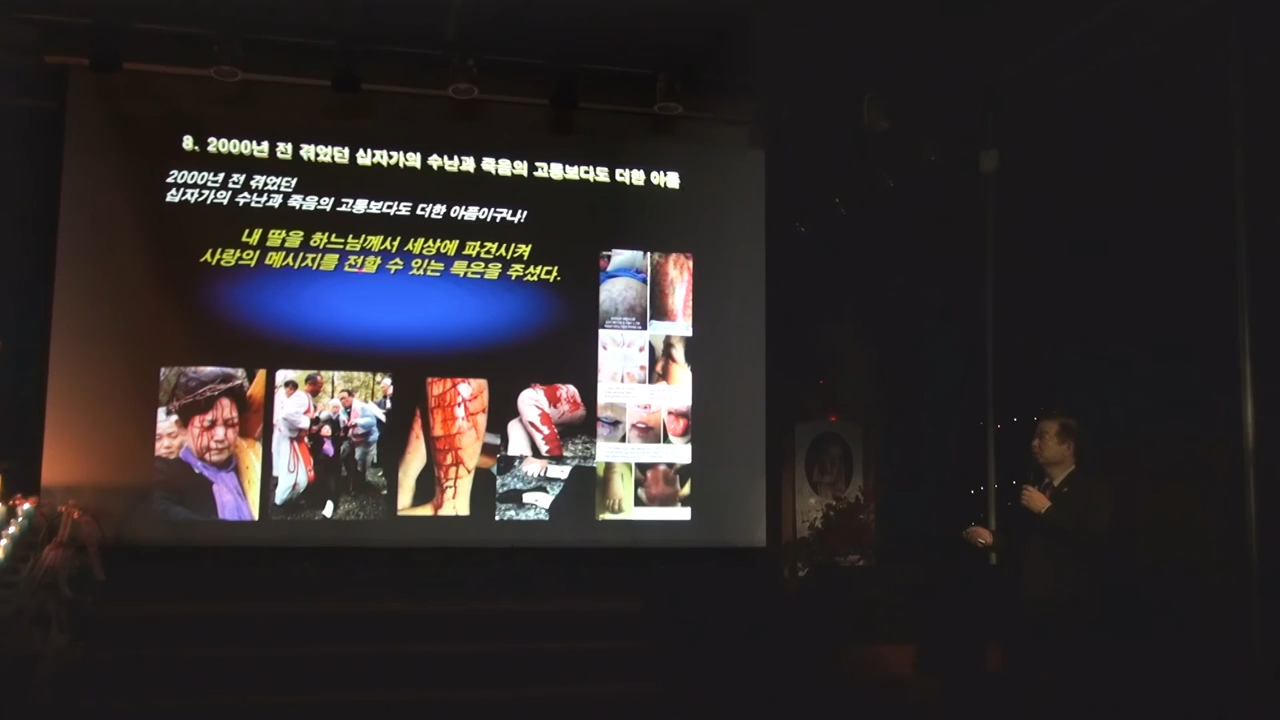 8. 2000년 전 겪었던 십자가의 수난과 죽음의 고통보다도 더한 아픔
2000년 전 겪었던
십자가의 수난과 죽음의 고통보다도 더한 아픔이구나!
내 딸을 하느님께서 세상에 파견시켜
사랑의 메시지를 전할 수 있는 특은을 주셨다.